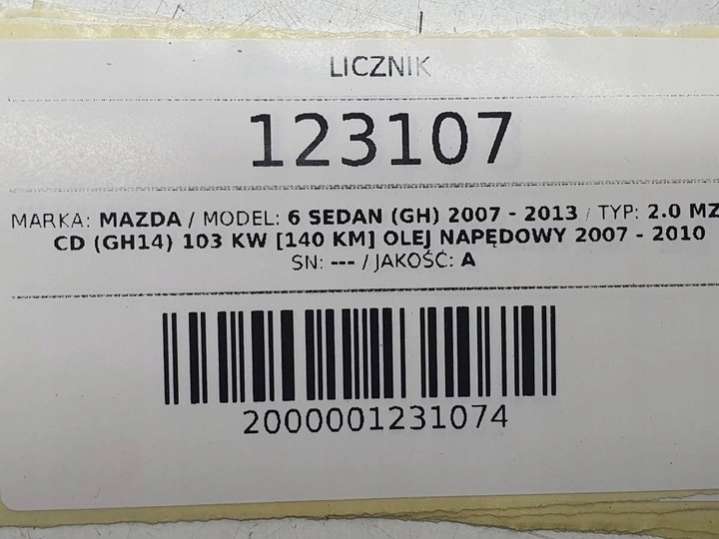 LICZNIK
123107
MARKA: MAZDA / MODEL: 6 SEDAN (GH) 2007 - 2013 / TYP: 2.0 MZ
CD (GH14) 103 KW [140 KM] OLEJ NAPĘDOWY 2007 - 2010
SN: --- / JAKOŚĆ: A
2000001231074